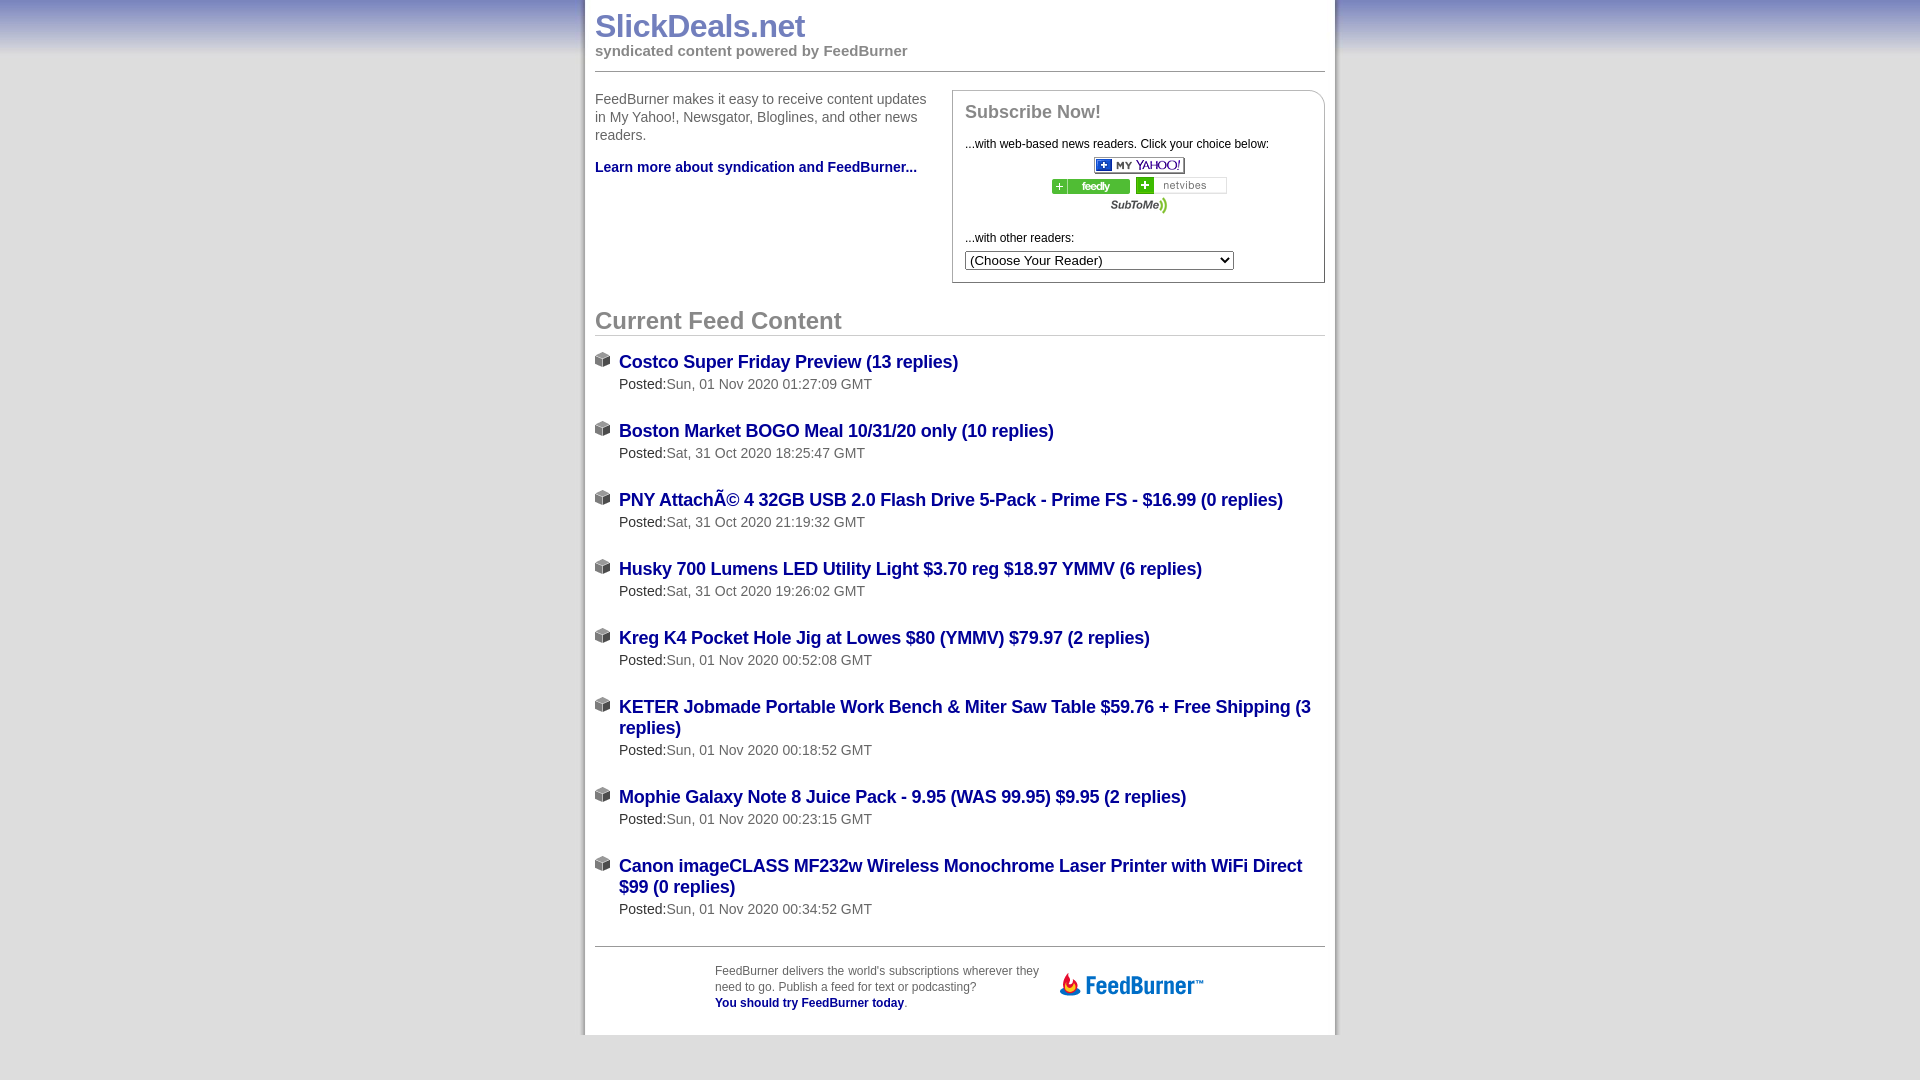 SlickDeals.net
syndicated content powered by FeedBurner
FeedBurner makes it easy to receive content updates
in My Yahoo!, Newsgator, Bloglines, and other news
readers.
Learn more about syndication and FeedBurner...
Subscribe Now!
...with web-based news readers. Click your choice below:
MY YAHOO!
feedly netvibes
SubToMe
...with other readers:
(Choose Your Reader)
Current Feed Content
Costco Super Friday Preview (13 replies)
Posted:Sun, 01 Nov 2020 01:27:09 GMT
Boston Market BOGO Meal 10/31/20 only (10 replies)
Posted:Sat, 31 Oct 2020 18:25:47 GMT
PNY AttachÃ© 4 32GB USB 2.0 Flash Drive 5-Pack - Prime FS - $16.99 (0 replies)
Posted:Sat, 31 Oct 2020 21:19:32 GMT
Husky 700 Lumens LED Utility Light $3.70 reg $18.97 YMMV (6 replies)
Posted:Sat, 31 Oct 2020 19:26:02 GMT
Kreg K4 Pocket Hole Jig at Lowes $80 (YMMV) $79.97 (2 replies)
Posted:Sun, 01 Nov 2020 00:52:08 GMT
KETER Jobmade Portable Work Bench & Miter Saw Table $59.76 + Free Shipping (3
replies)
Posted:Sun, 01 Nov 2020 00:18:52 GMT
Mophie Galaxy Note 8 Juice Pack - 9.95 (WAS 99.95) $9.95 (2 replies)
Posted:Sun, 01 Nov 2020 00:23:15 GMT
Canon imageCLASS MF232w Wireless Monochrome Laser Printer with WiFi Direct
$99 (0 replies)
Posted:Sun, 01 Nov 2020 00:34:52 GMT
FeedBurner delivers the world's subscriptions wherever they
need to go. Publish a feed for text or podcasting?
You should try FeedBurner today.
FeedBurner™